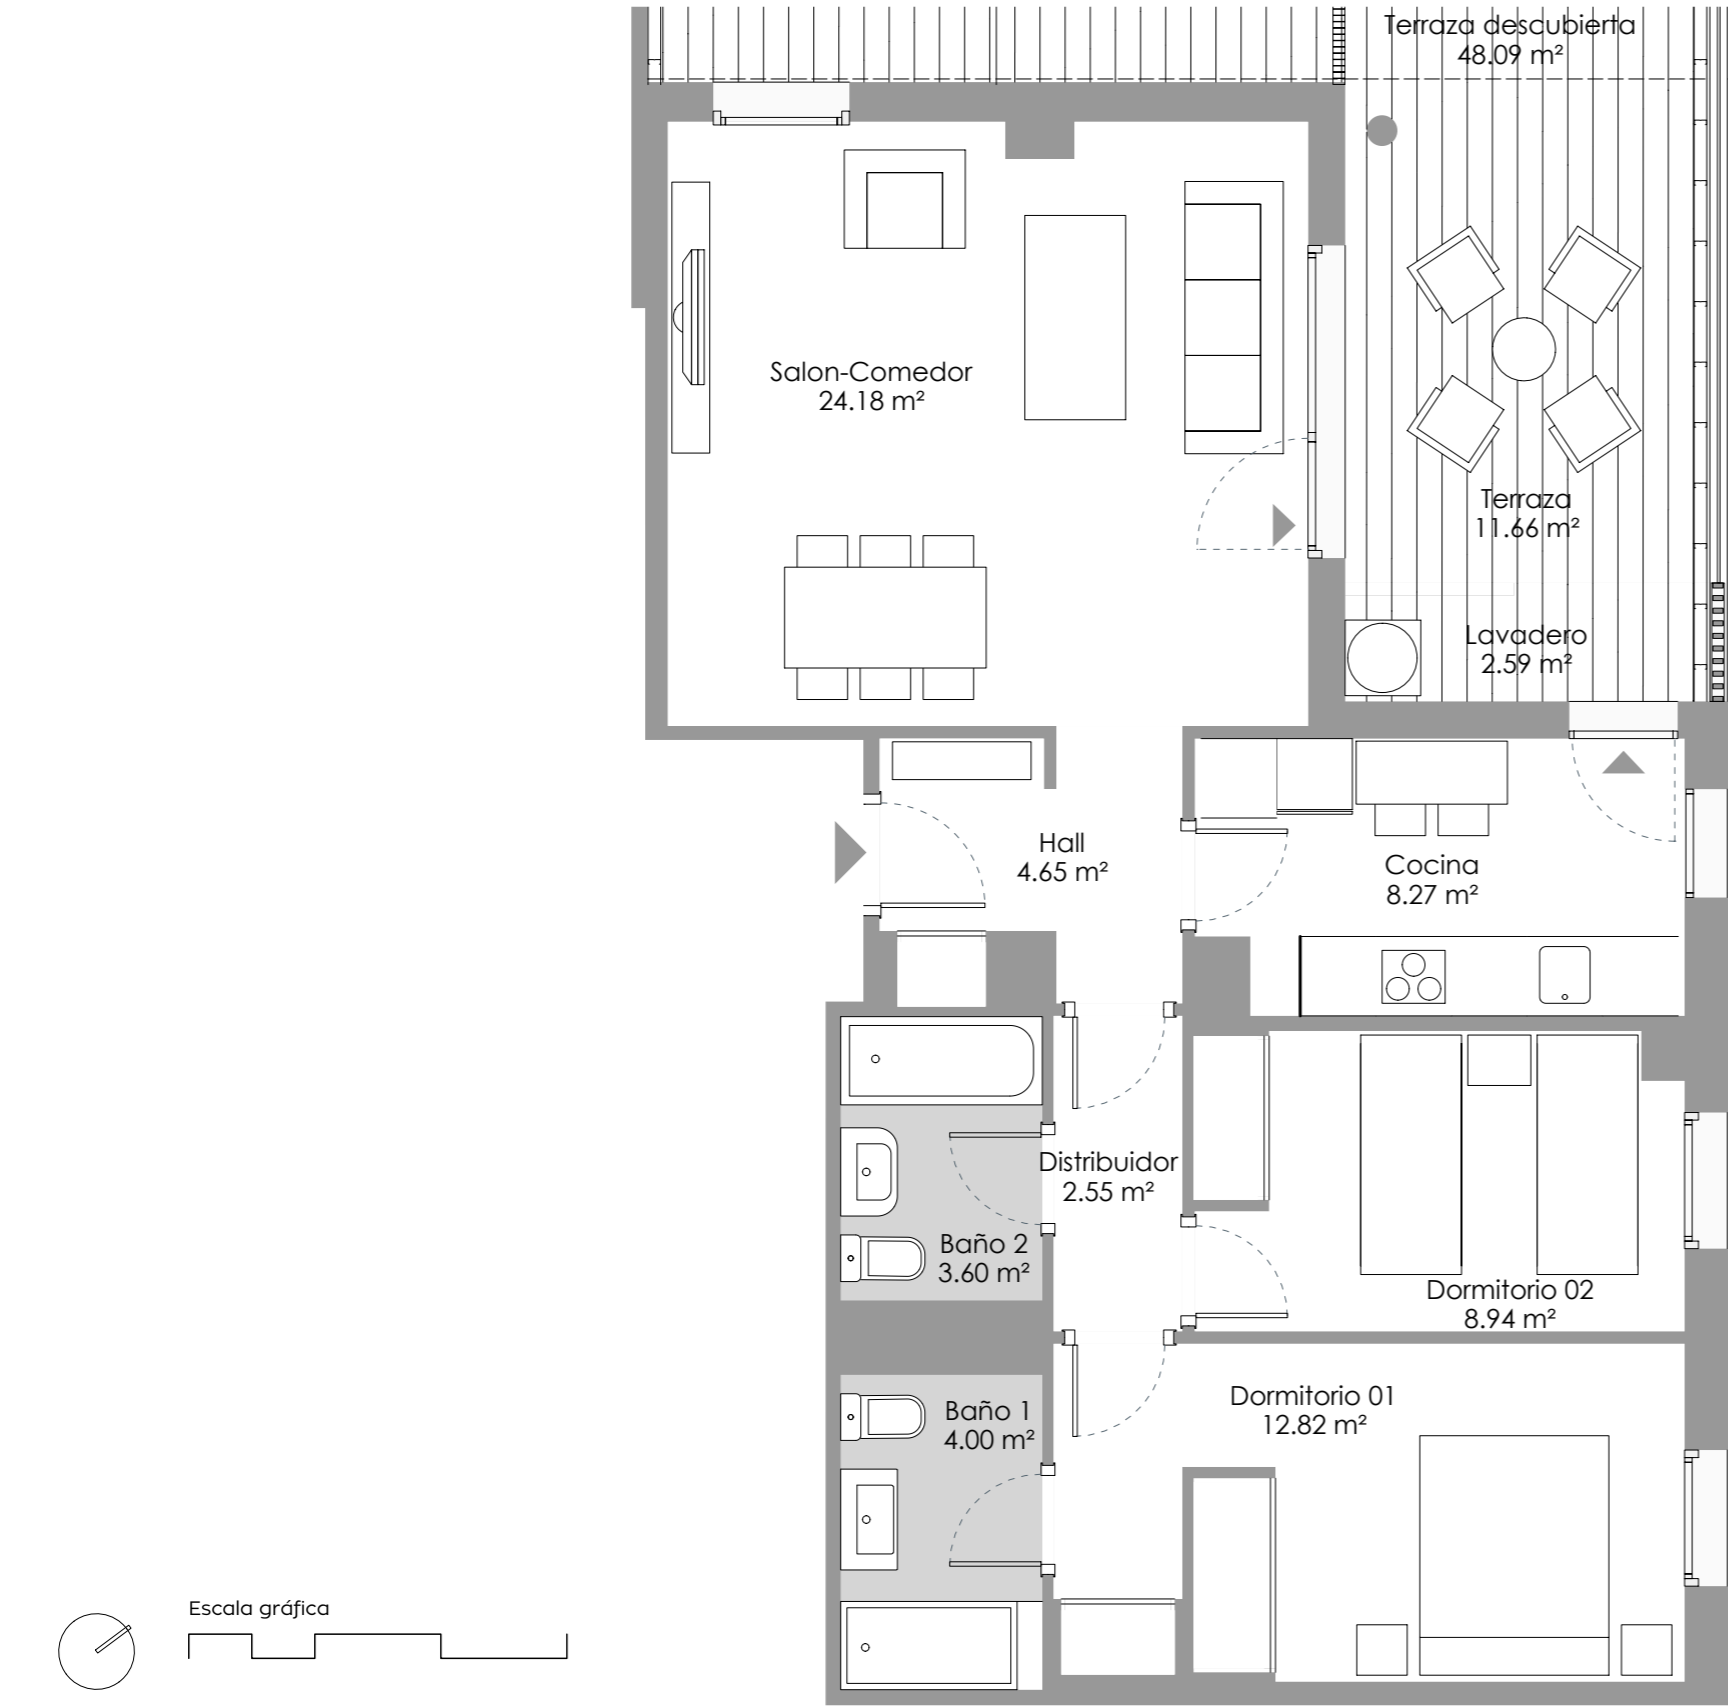 Terraza descubierta
48.09 m²
Salon-Comedor
24.18 m²
Terraza
11.66 m²
Lavadero
2.59 m²
Hall
4.65 m²
Cocina
8.27 m²
Distribuidor
2.55 m²
Baño 2
3.60 m²
Dormitorio 02
8.94 m²
Dormitorio 01
12.82 m²
Baño 1
4.00 m²
Escala gráfica